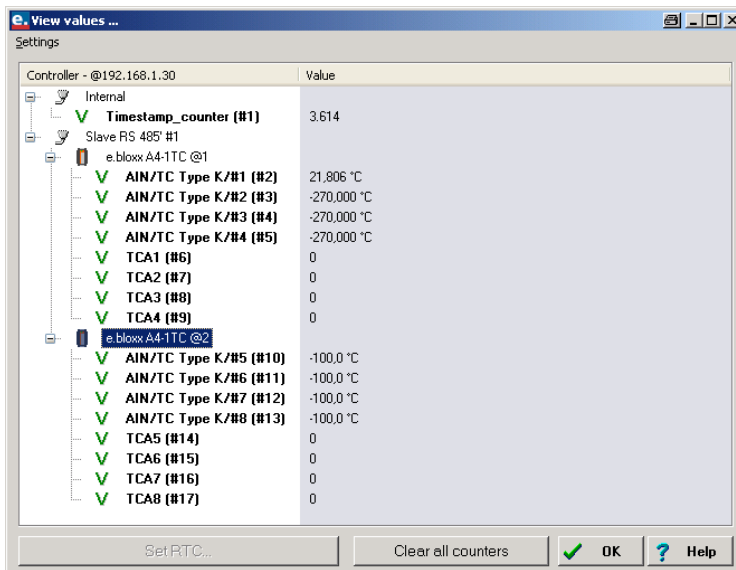 e. View values ...
Settings
Controller - @192.168.1.30 Value
Internal
V Timestamp_counter (#1) 3.614
Slave RS 485' #1
e.bloxx A4-1TC @1
V AIN/TC Type K/#1 (#2) 21,806 °C
V AIN/TC Type K/#2 (#3) -270,000 °C
V AIN/TC Type K/#3 (#4) -270,000 °C
V AIN/TC Type K/#4 (#5) -270,000 °C
V TCA1 (#6) 0
V TCA2 (#7) 0
V TCA3 (#8) 0
V TCA4 (#9) 0
e.bloxx A4-1TC @2
V AIN/TC Type K/#5 (#10) -100,0 °C
V AIN/TC Type K/#6 (#11) -100,0 °C
V AIN/TC Type K/#7 (#12) -100,0 °C
V AIN/TC Type K/#8 (#13) -100,0 °C
V TCA5 (#14) 0
V TCA6 (#15) 0
V TCA7 (#16) 0
V TCA8 (#17) 0
Set RTC... Clear all counters OK ? Help